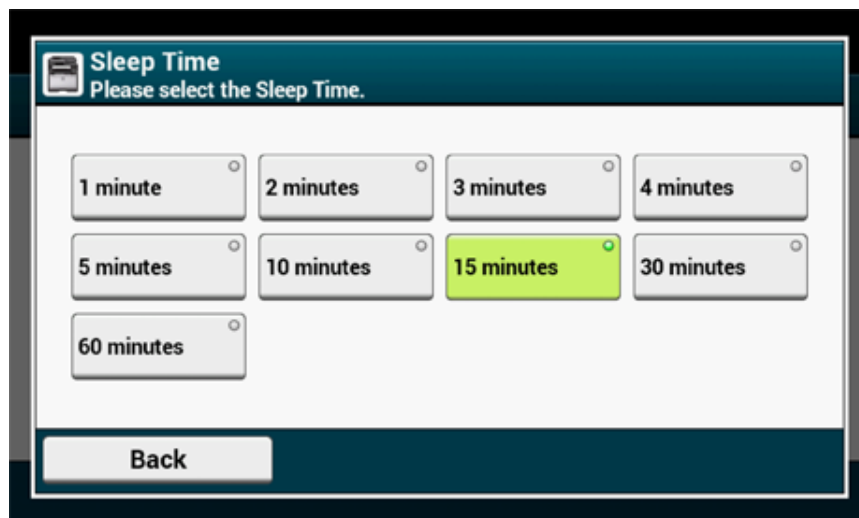 Sleep Time
Please select the Sleep Time.
1 minute
2 minutes
3 minutes
4 minutes
5 minutes
10 minutes
15 minutes
30 minutes
60 minutes
Back